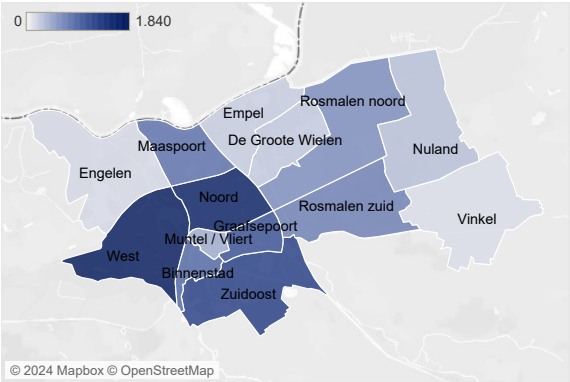 0 1.840
Rosmalen noord
Empel
De Groote Wielen
Maaspoort
Nuland
Engelen
Noord
Rosmalen zuid
Vinkel
Graafsepoort
Muntel / Vliert
West
Binnenstad
Zuidoost
© 2024 Mapbox © OpenStreetMap